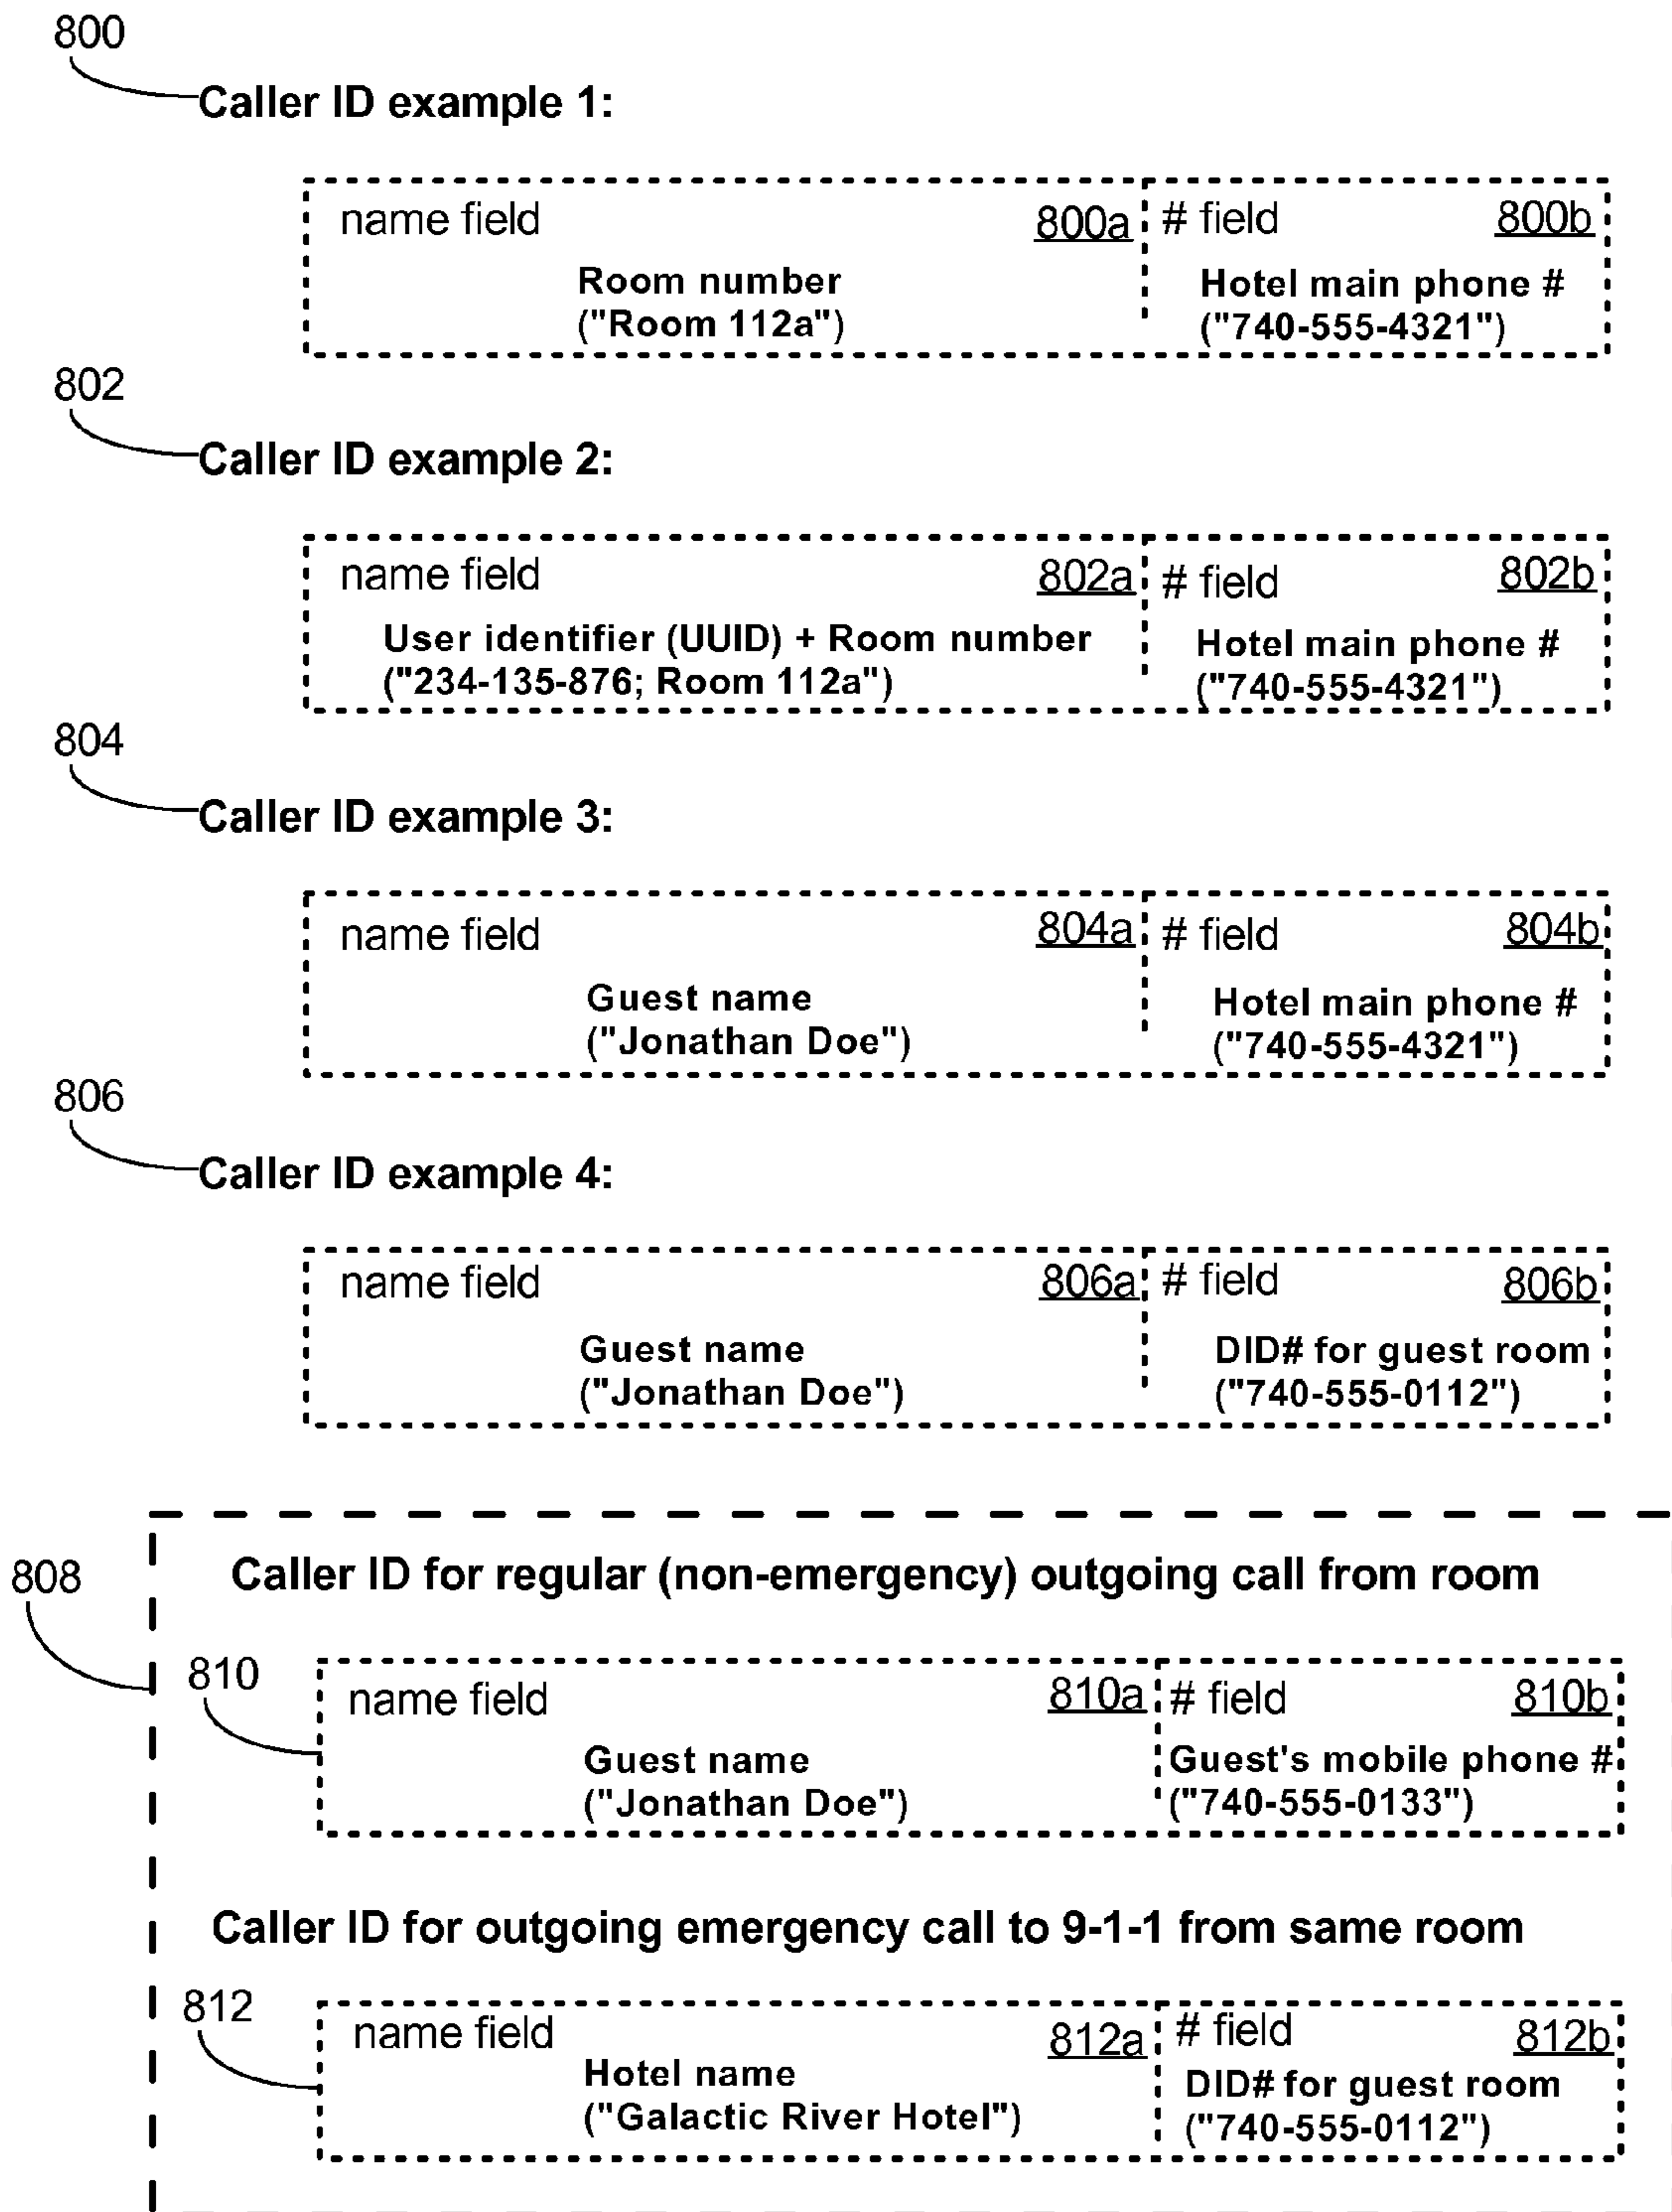 800
Caller ID example 1:
name field 800a # field 800b
Room number Hotel main phone #
("Room 112a") ("740-555-4321")
802
Caller ID example 2:
name field 802a # field 802b
User identifier (UUID) + Room number Hotel main phone #
("234-135-876; Room 112a") ("740-555-4321")
804
Caller ID example 3:
name field 804a # field 804b
Guest name Hotel main phone #
("Jonathan Doe") ("740-555-4321")
806
Caller ID example 4:
name field 806a # field 806b
Guest name DID# for guest room
("Jonathan Doe") ("740-555-0112")
808
Caller ID for regular (non-emergency) outgoing call from room
810
name field 810a # field 810b
Guest name Guest's mobile phone #
("Jonathan Doe") ("740-555-0133")
Caller ID for outgoing emergency call to 9-1-1 from same room
812
name field 812a # field 812b
Hotel name DID# for guest room
("Galactic River Hotel") ("740-555-0112")